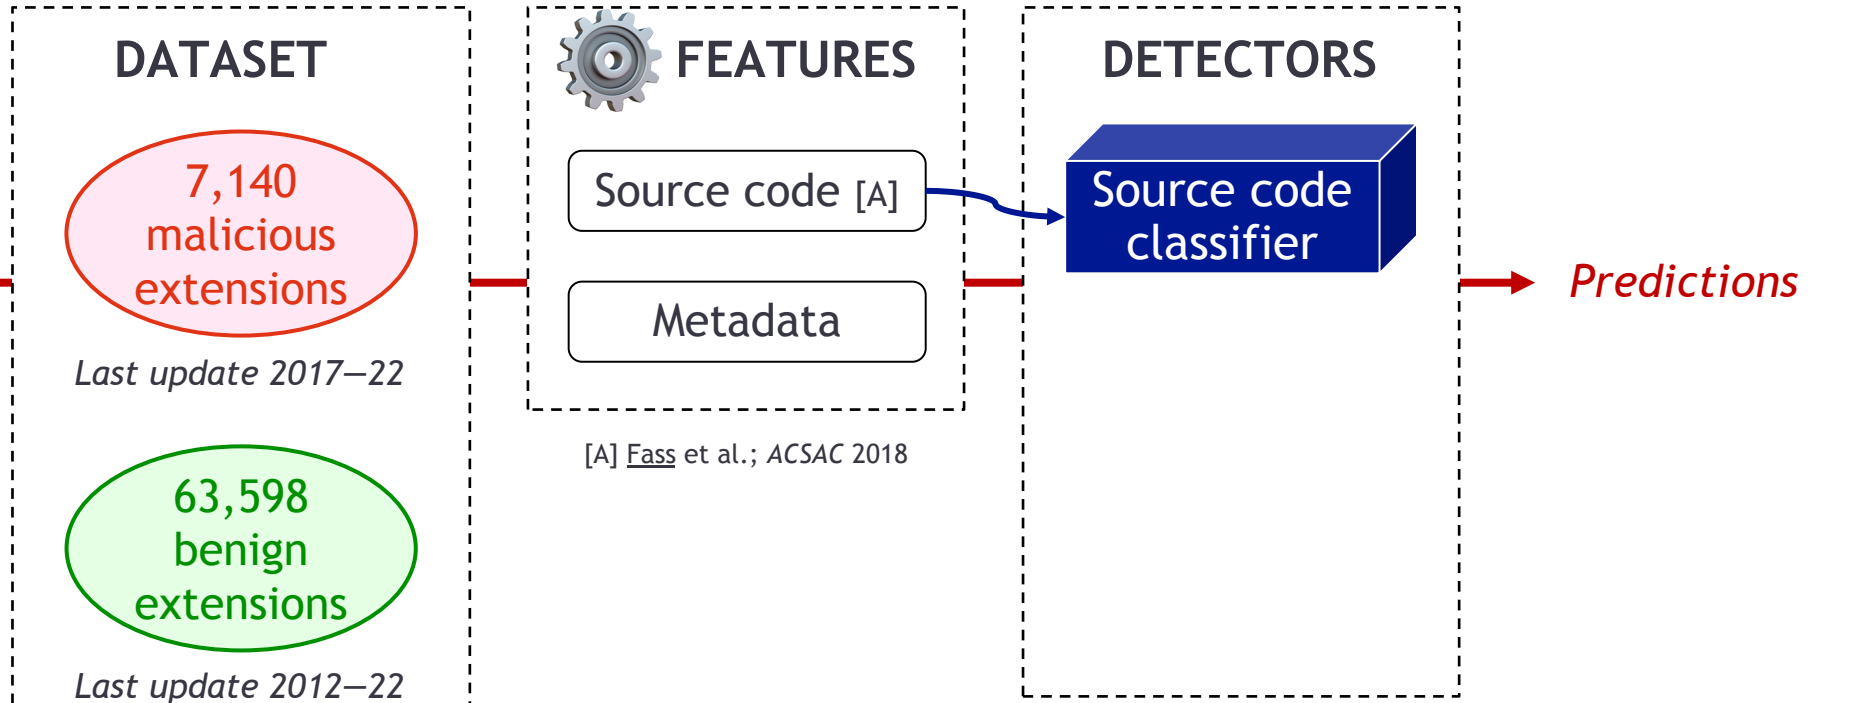 DATASET
7,140
malicious
extensions
Last update 2017—22
63,598
benign
extensions
Last update 2012—22
FEATURES
Source code [A]
Metadata
[A] Fass et al.; ACSAC 2018
DETECTORS
Source code
classifier
Predictions